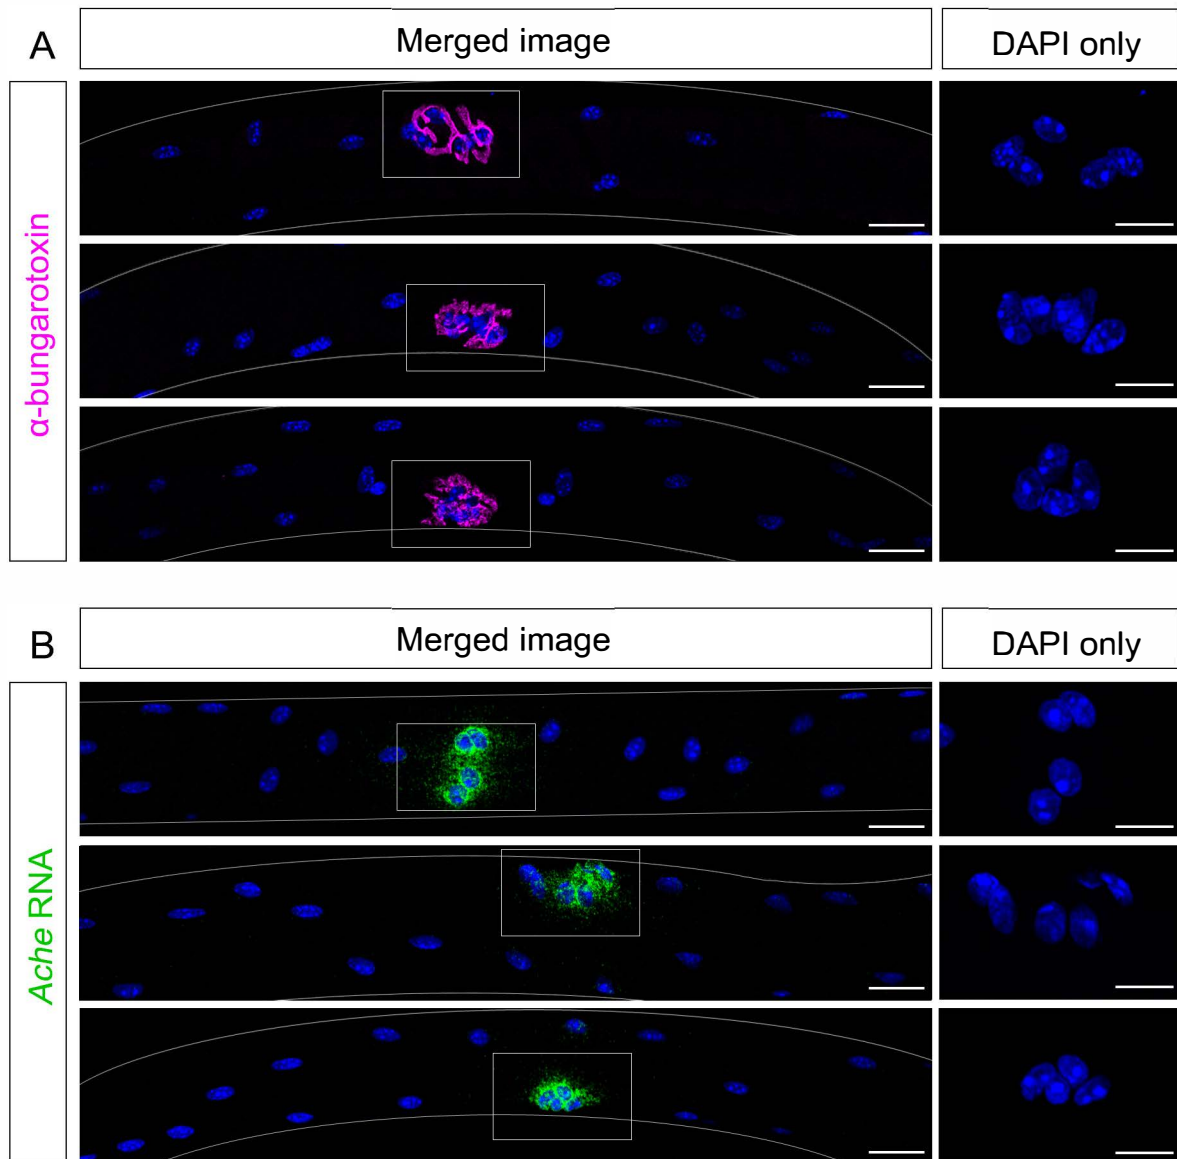 A
Merged image
DAPI only
α-bungarotoxin
B
Merged image
DAPI only
Ache RNA